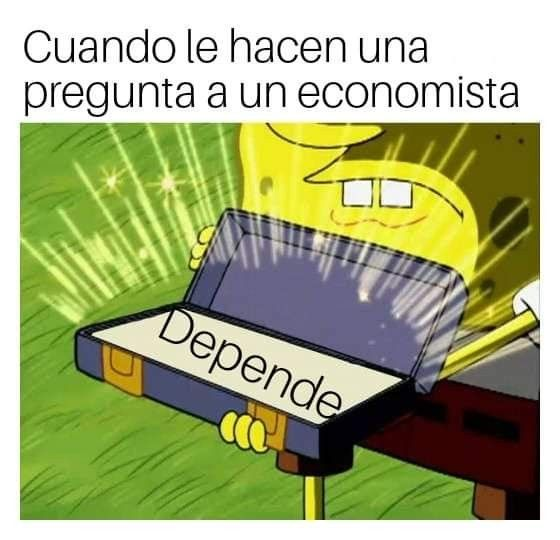 Cuando le hacen una
pregunta a un economista
Depende